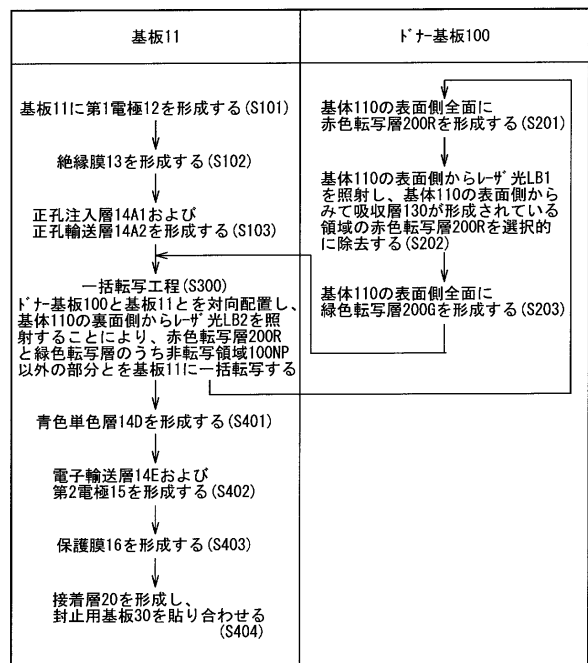 基板11
基板11に第1電極12を形成する(S101)
絶縁膜13を形成する(S102)
正孔注入層14A1および
正孔輸送層14A2を形成する(S103)
一括転写工程(S300)
ドナー基板100と基板11とを対向配置し、
基体110の裏面側からレーザ光LB2を照
射することにより、赤色転写層200R
と緑色転写層のうち非転写領域100NP
以外の部分とを基板11に一括転写する
青色単色層14Dを形成する(S401)
電子輸送層14Eおよび
第2電極15を形成する(S402)
保護膜16を形成する(S403)
接着層20を形成し、
封止用基板30を貼り合わせる
(S404)
ドナー基板100
基体110の表面側全面に
赤色転写層200Rを形成する(S201)
基体110の表面側からレーザ光LB1
を照射し、基体110の表面側から
みて吸収層130が形成されている
領域の赤色転写層200Rを選択的
に除去する(S202)
基体110の表面側全面に
緑色転写層200Gを形成する(S203)